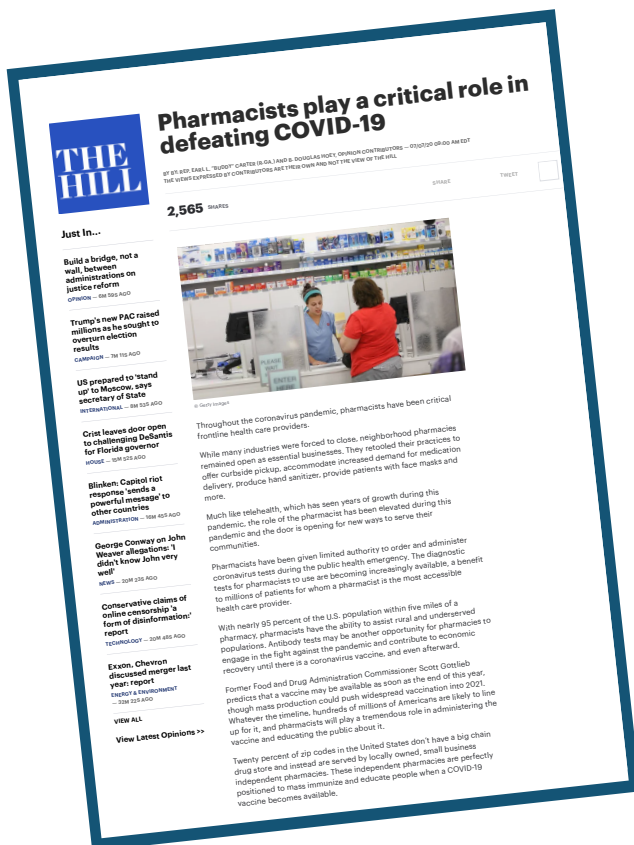 THE
HILL
Pharmacists play a critical role in
defeating COVID-19
BY BY REP. EARL L. "BUDDY" CARTER (R-GA.) AND B. DOUGLAS HOEY, OPINION CONTRIBUTORS — 07/07/20 08:00 AM EDT
THE VIEWS EXPRESSED BY CONTRIBUTORS ARE THEIR OWN AND NOT THE VIEW OF THE HILL
2,565 SHARES
SHARE
TWEET
Just In...
Build a bridge, not a
wall, between
administrations on
justice reform
OPINION — 6M 59S AGO
Trump's new PAC raised
millions as he sought to
overturn election
results
CAMPAIGN — 7M 11S AGO
US prepared to 'stand
up' to Moscow, says
secretary of State
INTERNATIONAL — 8M 53S AGO
Crist leaves door open
to challenging DeSantis
for Florida governor
HOUSE — 15M 52S AGO
Blinken: Capitol riot
response 'sends a
powerful message' to
other countries
ADMINISTRATION — 16M 45S AGO
George Conway on John
Weaver allegations: 'I
didn't know John very
well'
NEWS — 20M 23S AGO
Conservative claims of
online censorship 'a
form of disinformation:'
report
TECHNOLOGY — 30M 46S AGO
Exxon, Chevron
discussed merger last
year: report
ENERGY & ENVIRONMENT
— 33M 22S AGO
VIEW ALL
View Latest Opinions >>
PLEASE
WAIT
ENTER
HERE
© Getty Images
Throughout the coronavirus pandemic, pharmacists have been critical
frontline health care providers.
While many industries were forced to close, neighborhood pharmacies
remained open as essential businesses. They retooled their practices to
offer curbside pickup, accommodate increased demand for medication
delivery, produce hand sanitizer, provide patients with face masks and
more.
Much like telehealth, which has seen years of growth during this
pandemic, the role of the pharmacist has been elevated during this
pandemic and the door is opening for new ways to serve their
communities.
Pharmacists have been given limited authority to order and administer
coronavirus tests during the public health emergency. The diagnostic
tests for pharmacists to use are becoming increasingly available, a benefit
to millions of patients for whom a pharmacist is the most accessible
health care provider.
With nearly 95 percent of the U.S. population within five miles of a
pharmacy, pharmacists have the ability to assist rural and underserved
populations. Antibody tests may be another opportunity for pharmacies to
engage in the fight against the pandemic and contribute to economic
recovery until there is a coronavirus vaccine, and even afterward.
Former Food and Drug Administration Commissioner Scott Gottlieb
predicts that a vaccine may be available as soon as the end of this year,
though mass production could push widespread vaccination into 2021.
Whatever the timeline, hundreds of millions of Americans are likely to line
up for it, and pharmacists will play a tremendous role in administering the
vaccine and educating the public about it.
Twenty percent of zip codes in the United States don't have a big chain
drug store and instead are served by locally owned, small business
independent pharmacies. These independent pharmacies are perfectly
positioned to mass immunize and educate people when a COVID-19
vaccine becomes available.